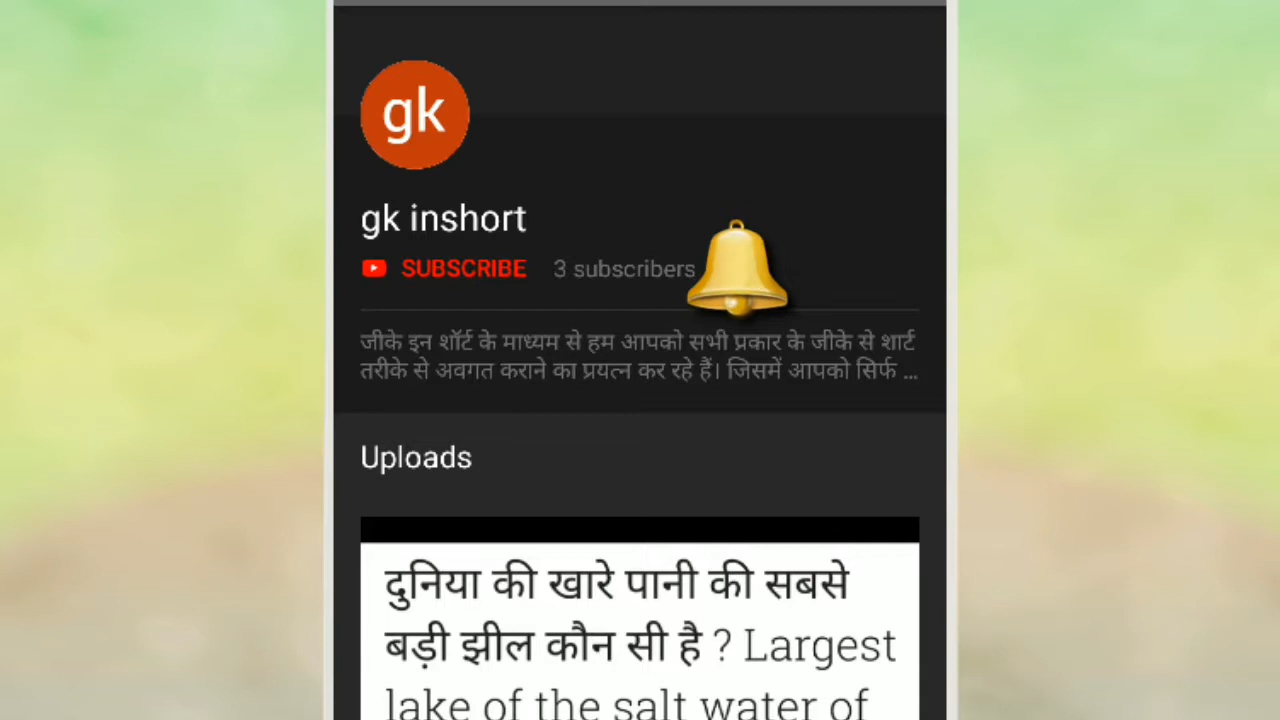 gk
gk inshort
SUBSCRIBE 3 subscribers
जीके इन शॉर्ट के माध्यम से हम आपको सभी प्रकार के जीके से शार्ट
तरीके से अवगत कराने का प्रयत्न कर रहे हैं। जिसमें आपको सिर्फ ...
Uploads
दुनिया की खारे पानी की सबसे
बड़ी झील कौन सी है ? Largest
lake of the salt water of